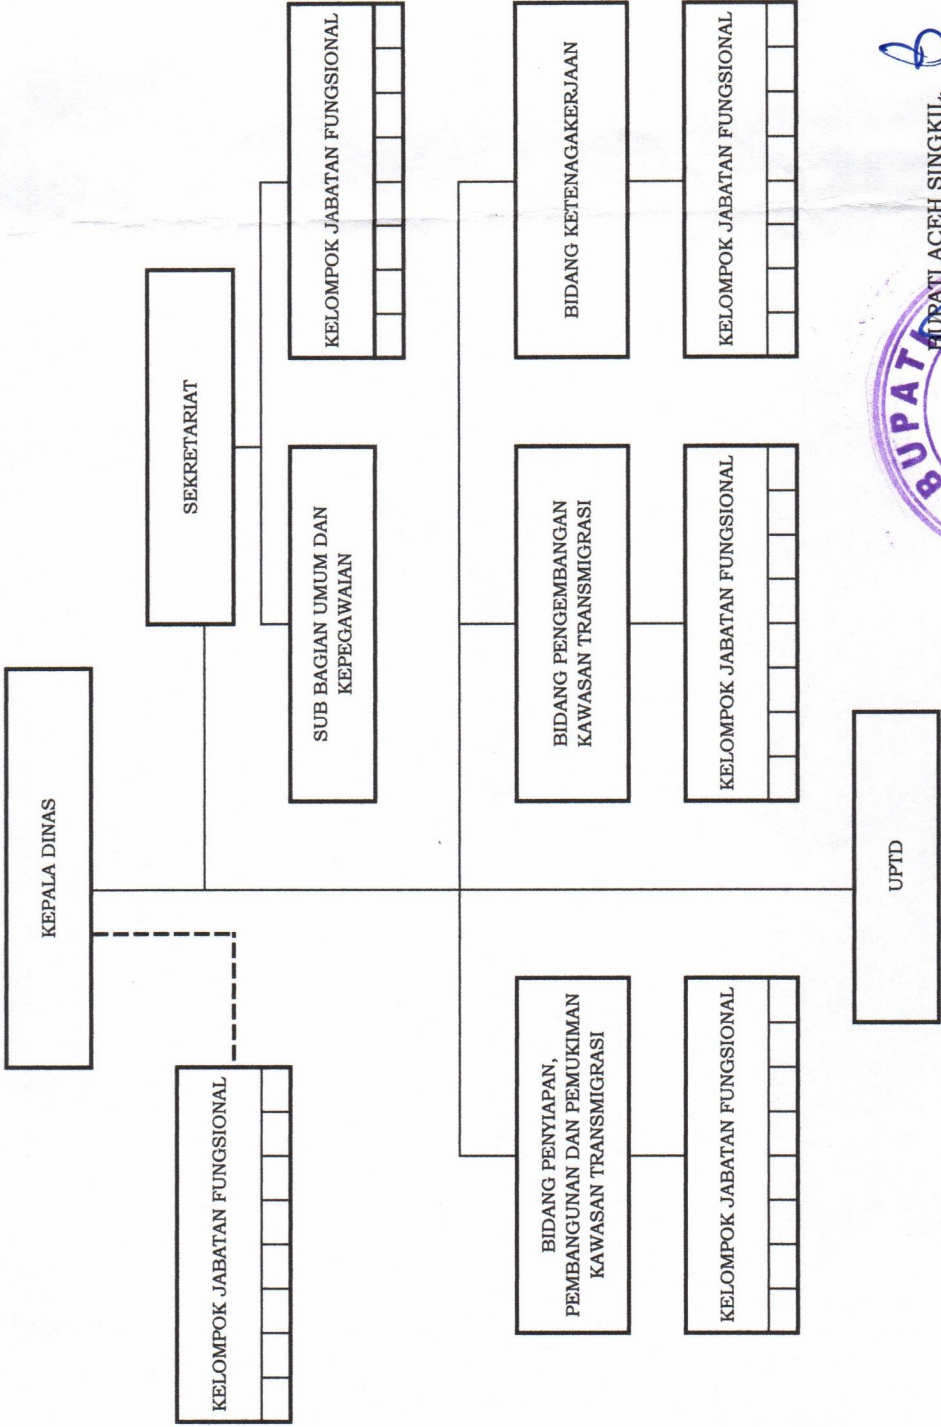 KEPALA DINAS
KELOMPOK JABATAN FUNGSIONAL
SEKRETARIAT
SUB BAGIAN UMUM DAN
KEPEGAWAIAN
KELOMPOK JABATAN FUNGSIONAL
BIDANG PENYIAPAN,
PEMBANGUNAN DAN PEMUKIMAN
KAWASAN TRANSMIGRASI
BIDANG PENGEMBANGAN
KAWASAN TRANSMIGRASI
BIDANG KETENAGAKERJAAN
KELOMPOK JABATAN FUNGSIONAL
KELOMPOK JABATAN FUNGSIONAL
KELOMPOK JABATAN FUNGSIONAL
UPTD
BUPATI
BUPATI ACEH SINGKIL,